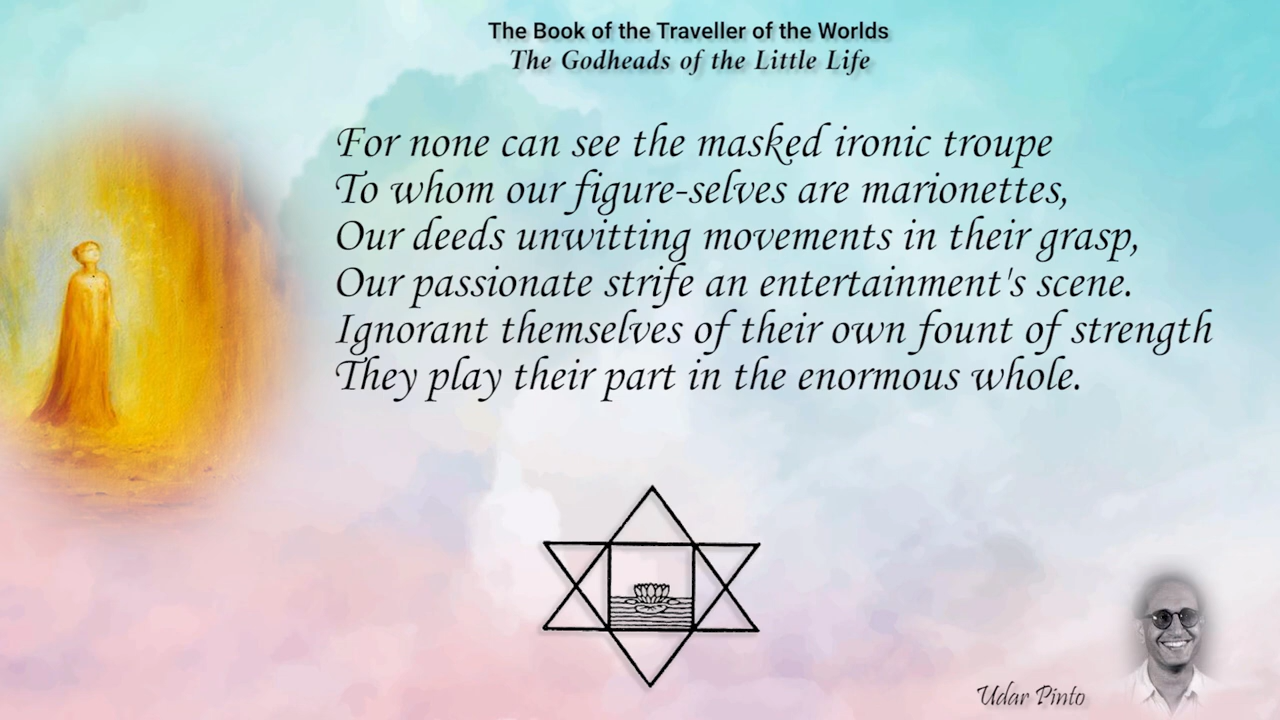 The Book of the Traveller of the Worlds
The Godheads of the Little Life
For none can see the masked ironic troupe
To whom our figure-selves are marionettes,
Our deeds unwitting movements in their grasp,
Our passionate strife an entertainment's scene.
Ignorant themselves of their own fount of strength
They play their part in the enormous whole.
Udar Pinto